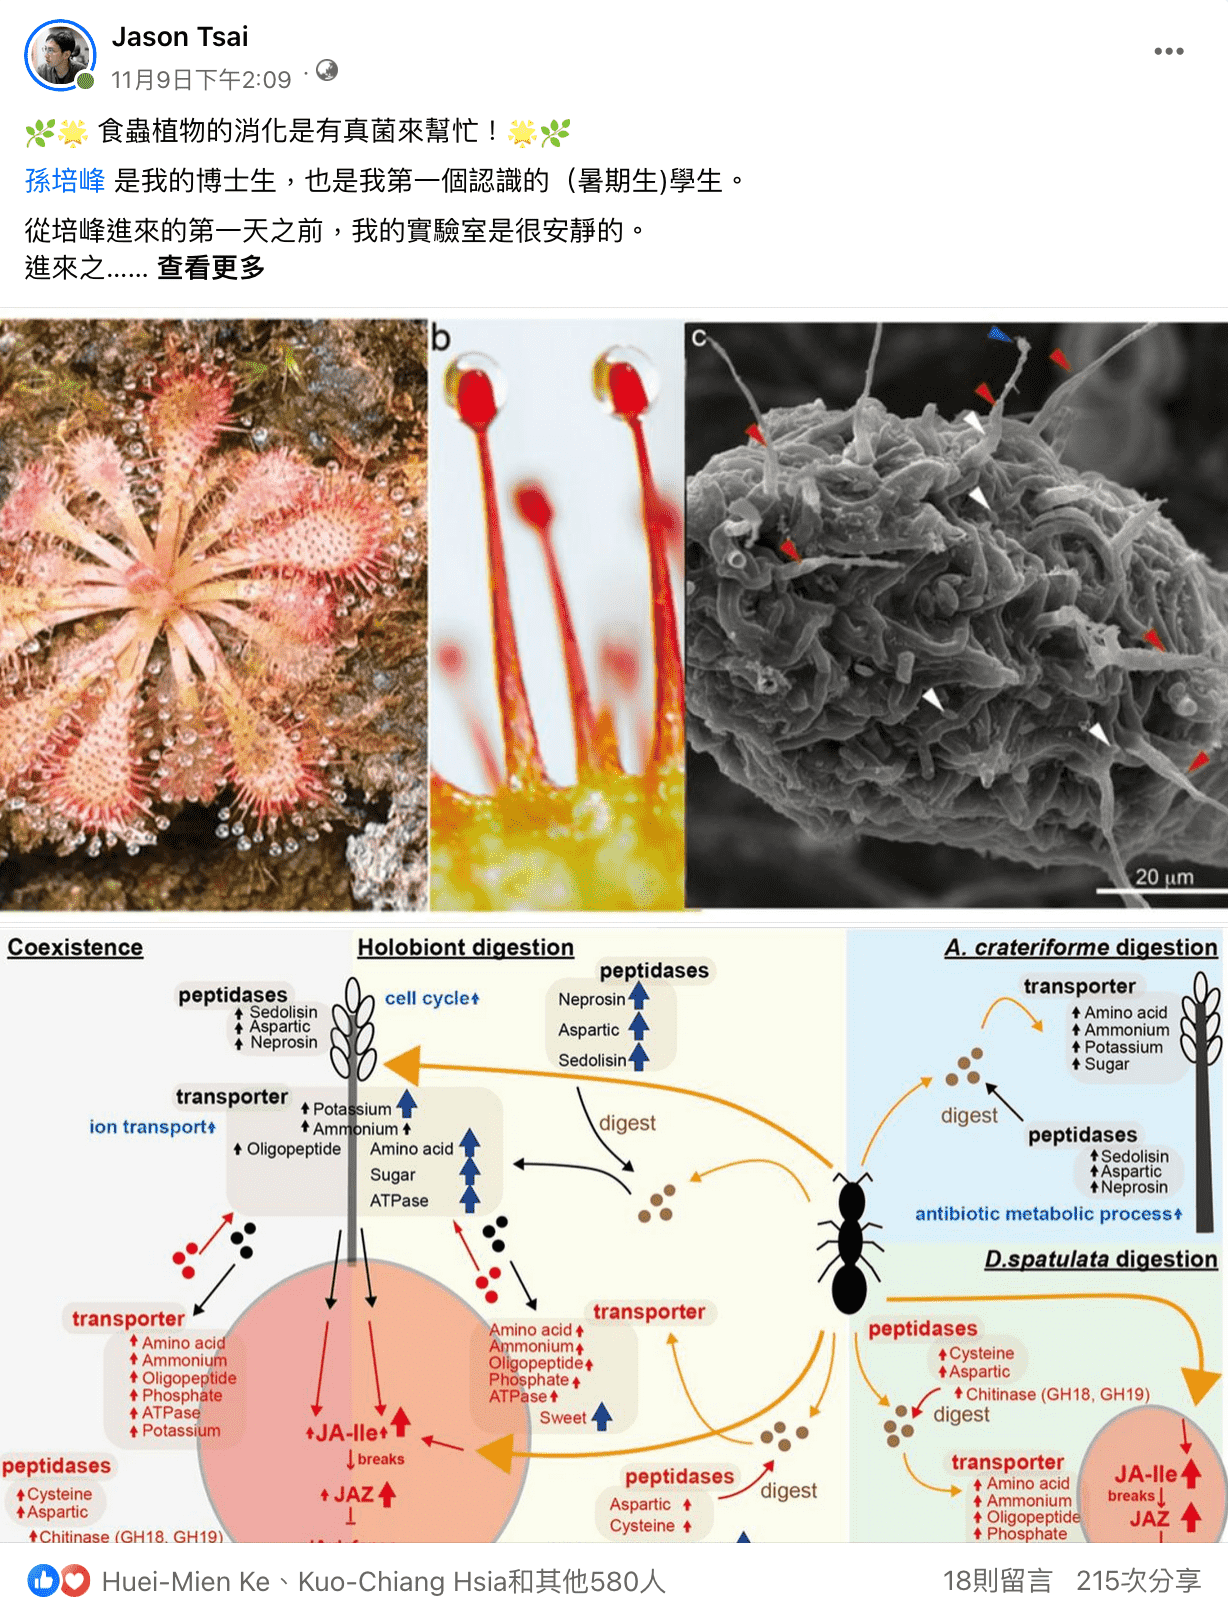 Jason Tsai
11月9日下午2:09 ·
🌿🌟 食蟲植物的消化是有真菌來幫忙！🌟🌿
孫培峰 是我的博士生，也是我第一個認識的（暑期生)學生。
從培峰進來的第一天之前，我的實驗室是很安靜的。
進來之…… 查看更多
b
c
20 μm
Coexistence
peptidases
Sedolisin
Aspartic
Neprosin
transporter
ion transport
Potassium
Ammonium
Oligopeptide
Amino acid
Sugar
ATPase
transporter
Amino acid
Ammonium
Oligopeptide
Phosphate
ATPase
Potassium
peptidases
Cysteine
Aspartic
Chitinase (GH18, GH19)
Holobiont digestion
cell cycle
peptidases
Neprosin
Aspartic
Sedolisin
digest
transporter
Amino acid
Ammonium
Oligopeptide
Phosphate
ATPase
Sweet
JA-Ile
breaks
JAZ
peptidases
Aspartic
Cysteine
digest
A. crateriforme digestion
transporter
Amino acid
Ammonium
Potassium
Sugar
digest
peptidases
Sedolisin
Aspartic
Neprosin
antibiotic metabolic process
D.spatulata digestion
peptidases
Cysteine
Aspartic
Chitinase (GH18, GH19)
digest
transporter
Amino acid
Ammonium
Oligopeptide
Phosphate
JA-Ile
breaks
JAZ
Huei-Mien Ke、Kuo-Chiang Hsia和其他580人
18則留言 215次分享